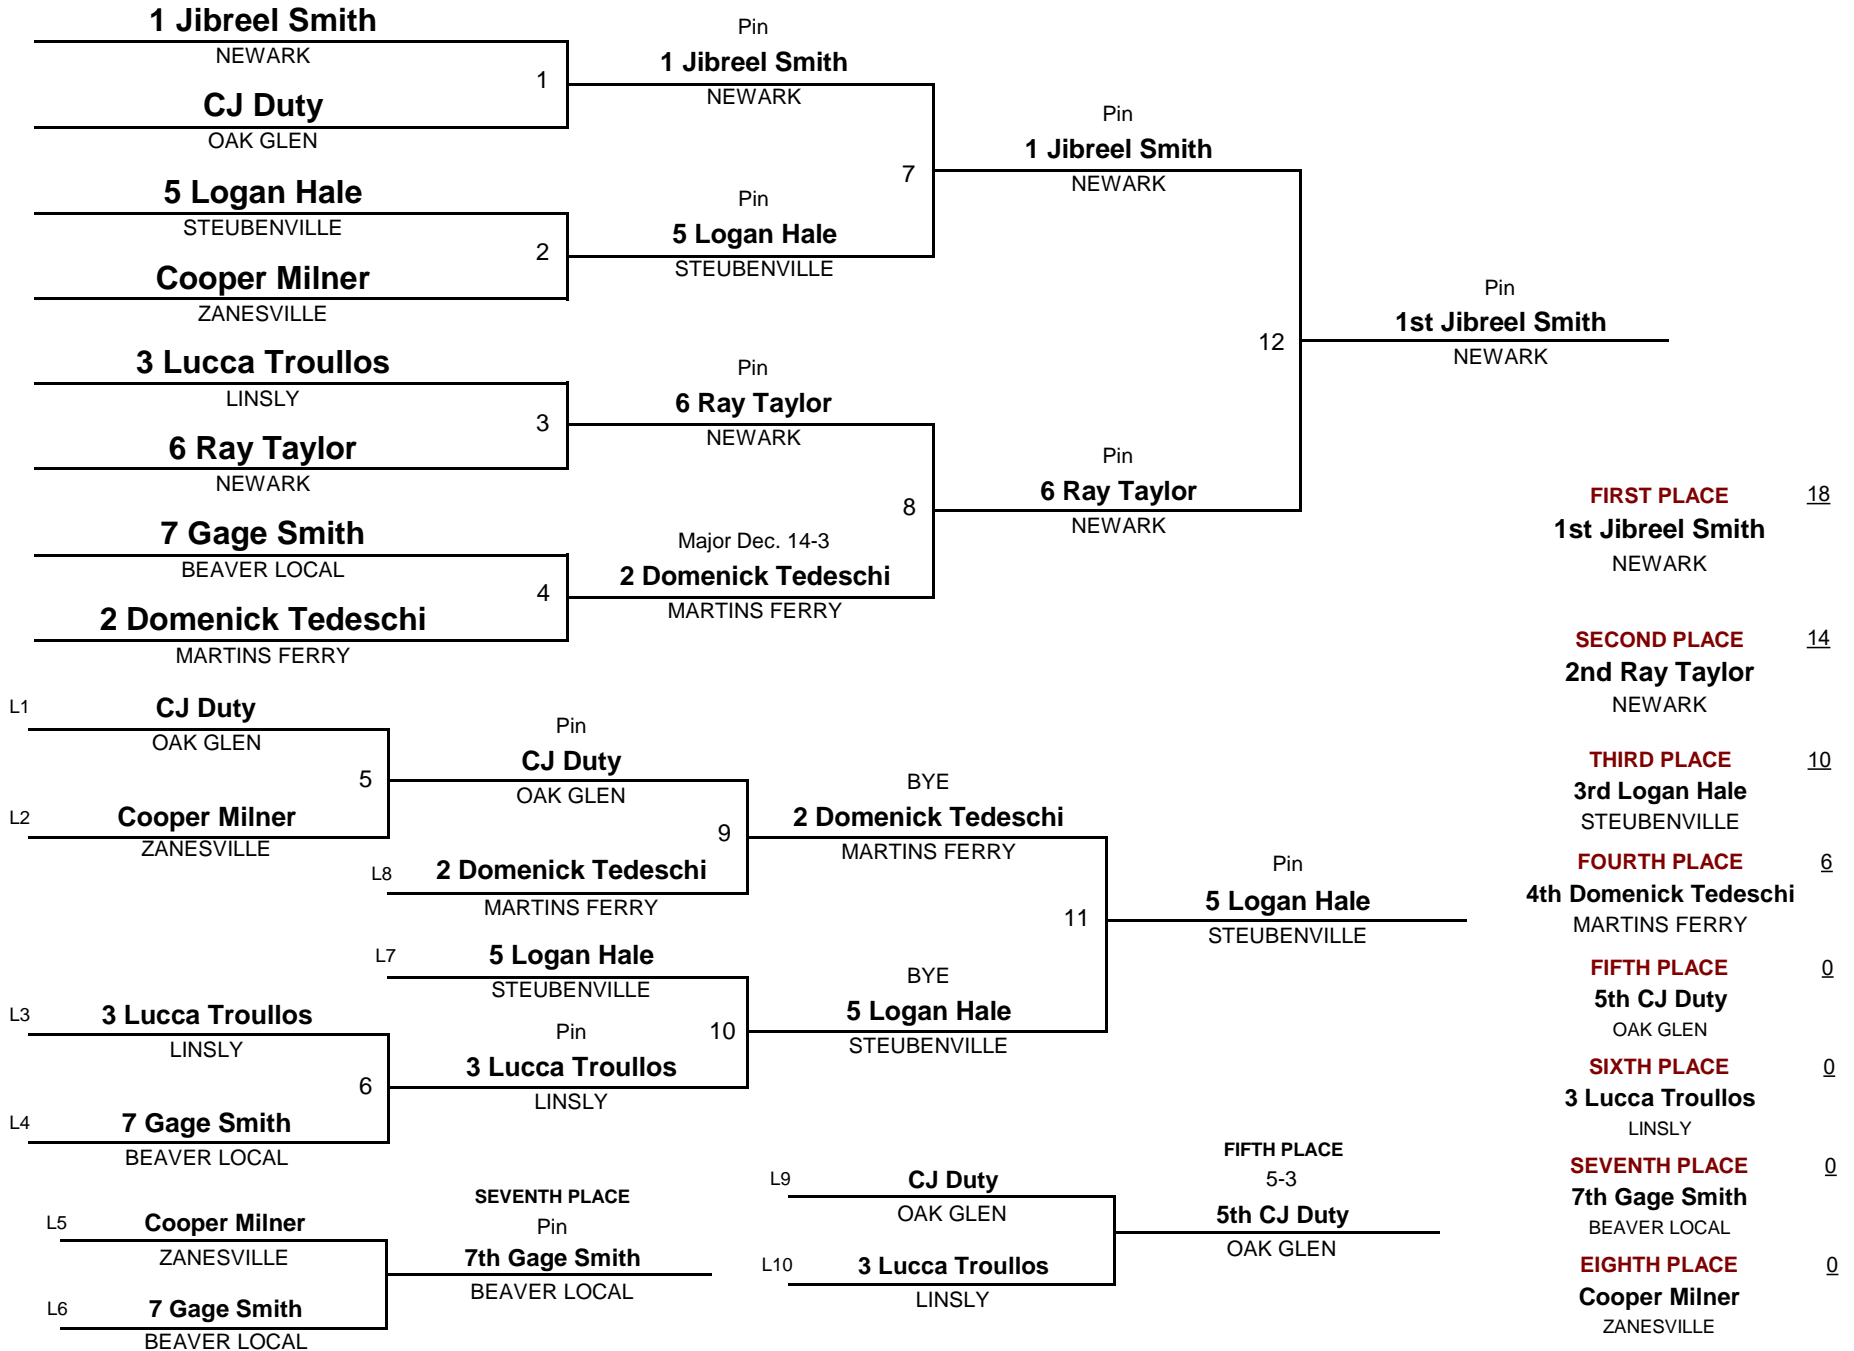 1 Jibreel Smith
NEWARK
1
CJ Duty
OAK GLEN
5 Logan Hale
STEUBENVILLE
2
Cooper Milner
ZANESVILLE
3 Lucca Troullos
LINSLY
3
6 Ray Taylor
NEWARK
7 Gage Smith
BEAVER LOCAL
4
2 Domenick Tedeschi
MARTINS FERRY
Pin
1 Jibreel Smith
NEWARK
7
Pin
5 Logan Hale
STEUBENVILLE
Pin
6 Ray Taylor
NEWARK
8
Major Dec. 14-3
2 Domenick Tedeschi
MARTINS FERRY
Pin
1 Jibreel Smith
NEWARK
12
Pin
6 Ray Taylor
NEWARK
Pin
1st Jibreel Smith
NEWARK
L1 CJ Duty
OAK GLEN
5
L2 Cooper Milner
ZANESVILLE
Pin
CJ Duty
OAK GLEN
9
L8 2 Domenick Tedeschi
MARTINS FERRY
L7 5 Logan Hale
STEUBENVILLE
10
Pin
3 Lucca Troullos
LINSLY
L3 3 Lucca Troullos
LINSLY
6
L4 7 Gage Smith
BEAVER LOCAL
BYE
2 Domenick Tedeschi
MARTINS FERRY
11
BYE
5 Logan Hale
STEUBENVILLE
Pin
5 Logan Hale
STEUBENVILLE
L5 Cooper Milner
ZANESVILLE
L6 7 Gage Smith
BEAVER LOCAL
SEVENTH PLACE
Pin
7th Gage Smith
BEAVER LOCAL
L9 CJ Duty
OAK GLEN
L10 3 Lucca Troullos
LINSLY
FIFTH PLACE
5-3
5th CJ Duty
OAK GLEN
FIRST PLACE 18
1st Jibreel Smith
NEWARK
SECOND PLACE 14
2nd Ray Taylor
NEWARK
THIRD PLACE 10
3rd Logan Hale
STEUBENVILLE
FOURTH PLACE 6
4th Domenick Tedeschi
MARTINS FERRY
FIFTH PLACE 0
5th CJ Duty
OAK GLEN
SIXTH PLACE 0
3 Lucca Troullos
LINSLY
SEVENTH PLACE 0
7th Gage Smith
BEAVER LOCAL
EIGHTH PLACE 0
Cooper Milner
ZANESVILLE